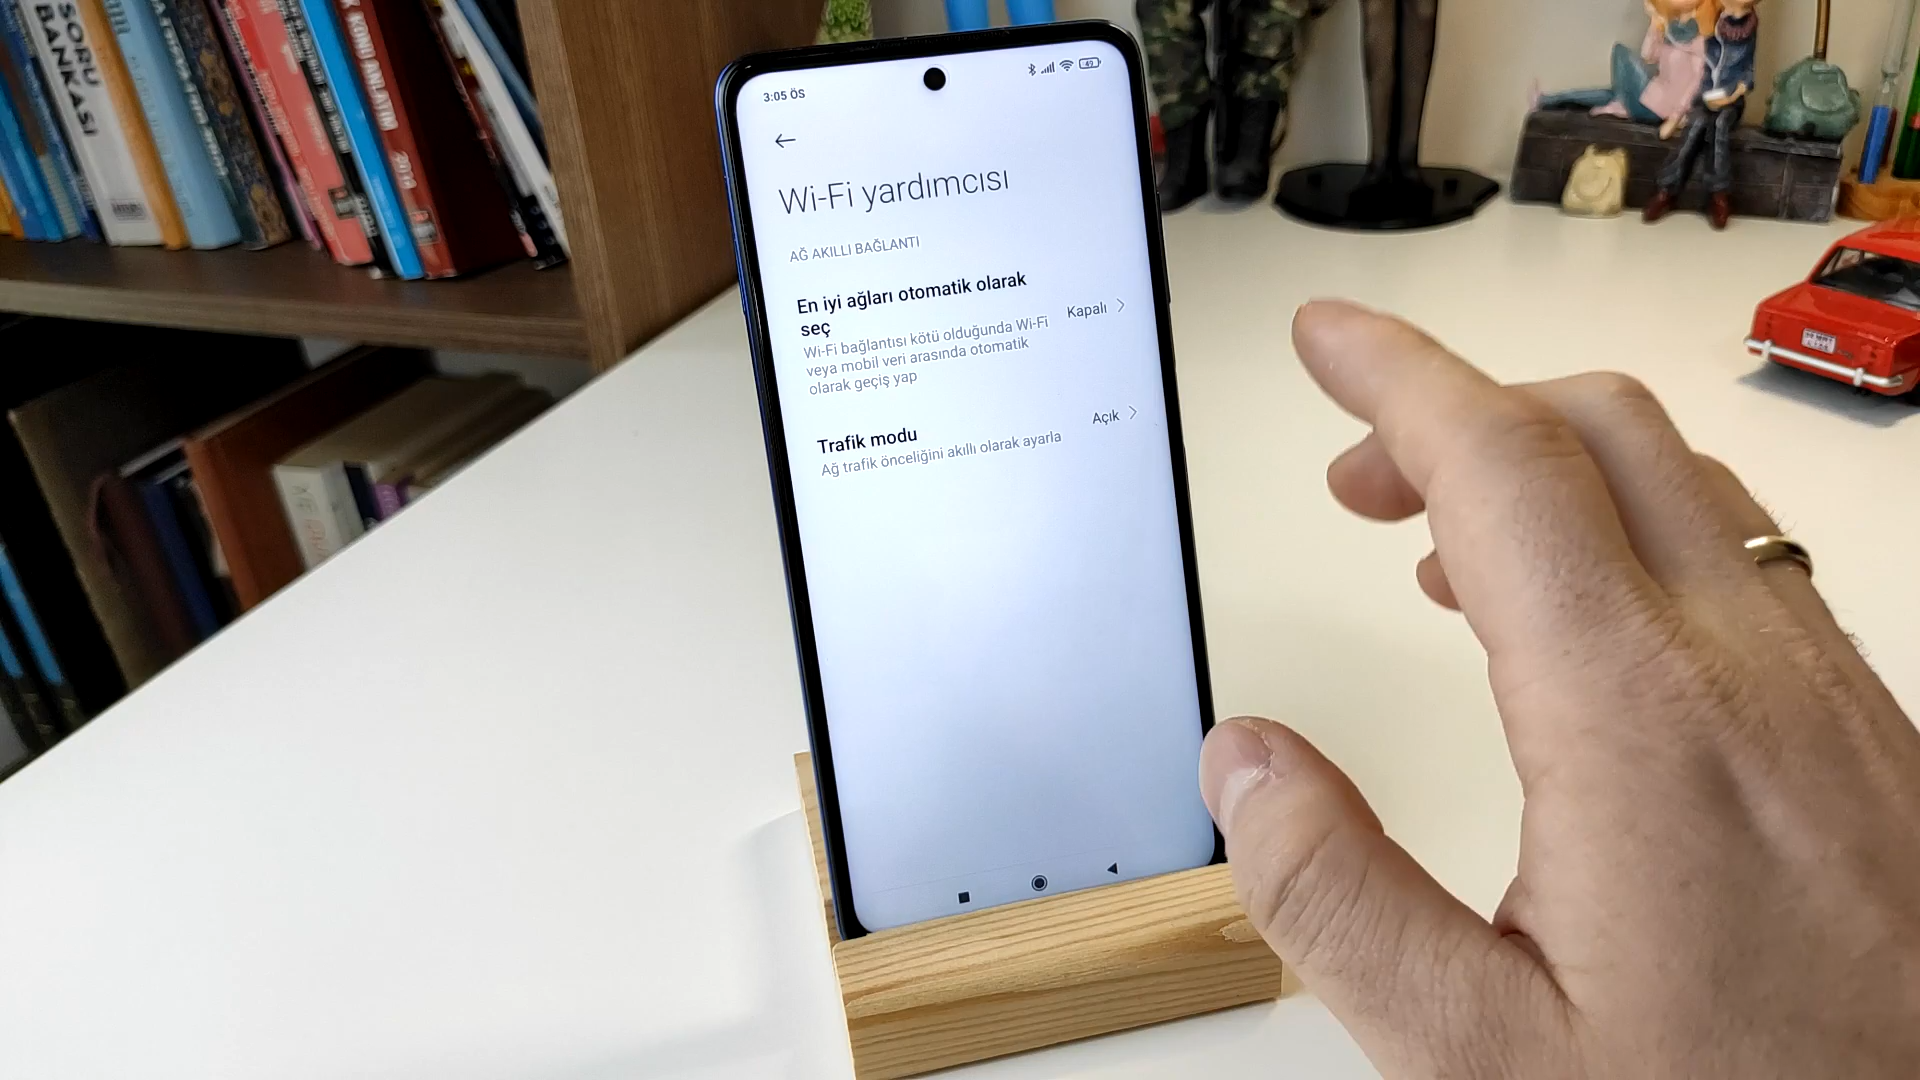 SORU
BANKASI
K KONU ANLATIM
2018
3:05 ÖS
49
Wi-Fi yardımcısı
AĞ AKILLI BAĞLANTI
En iyi ağları otomatik olarak
seç
Kapalı
Wi-Fi bağlantısı kötü olduğunda Wi-Fi
veya mobil veri arasında otomatik
olarak geçiş yap
Trafik modu
Açık
Ağ trafik önceliğini akıllı olarak ayarla